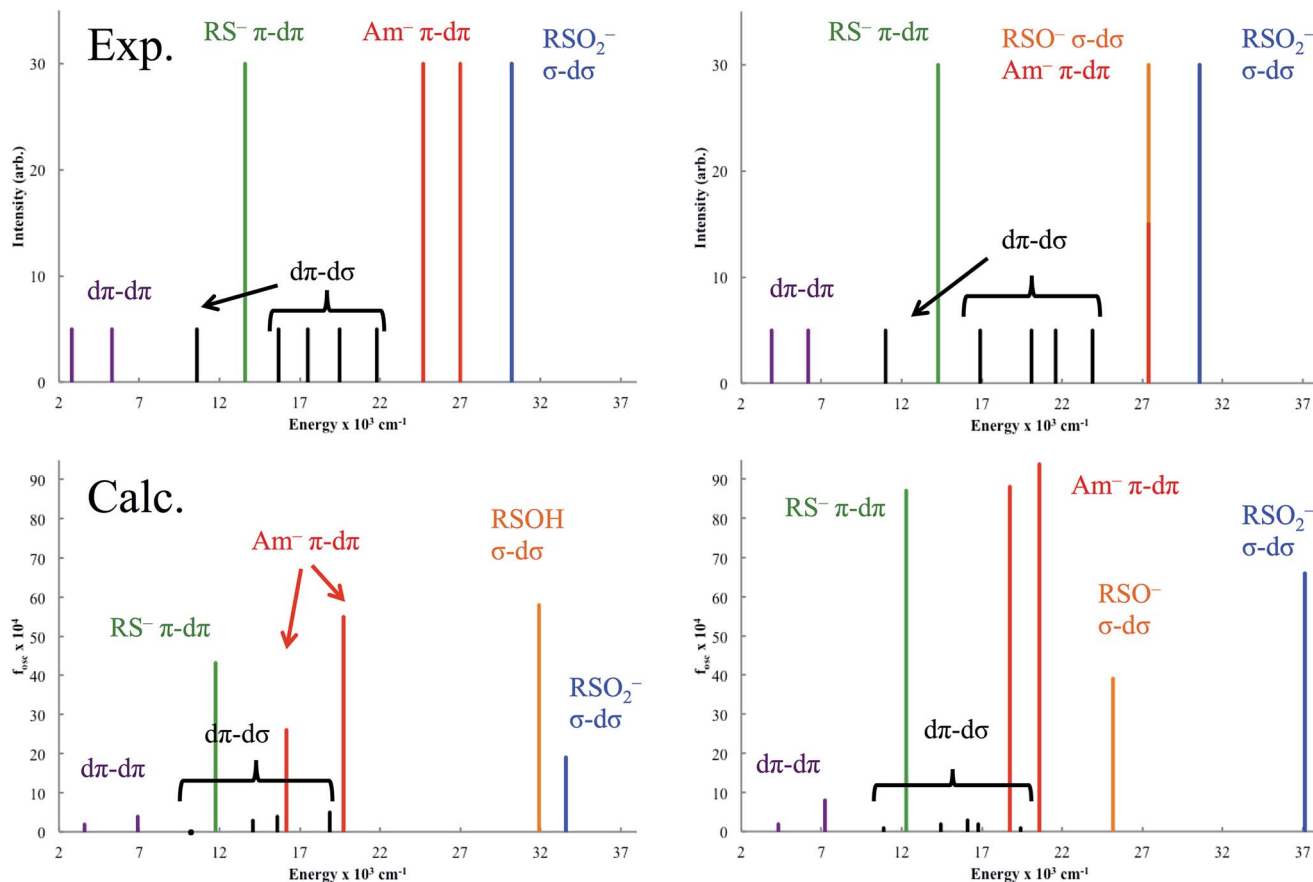 Exp.
RS⁻ π-dπ
Am⁻ π-dπ
RSO₂⁻
σ-dσ
dπ-dπ
dπ-dσ
30
20
10
0
Intensity (arb.)
2 7 12 17 22 27 32 37
Energy x 10³ cm⁻¹
RS⁻ π-dπ
RSO⁻ σ-dσ
Am⁻ π-dπ
RSO₂⁻
σ-dσ
dπ-dπ
dπ-dσ
30
20
10
0
Intensity (arb.)
2 7 12 17 22 27 32 37
Energy x 10³ cm⁻¹
Calc.
RS⁻ π-dπ
Am⁻ π-dπ
RSOH
σ-dσ
RSO₂⁻
σ-dσ
dπ-dπ
dπ-dσ
90
80
70
60
50
40
30
20
10
0
f_osc x 10⁴
2 7 12 17 22 27 32 37
Energy x 10³ cm⁻¹
RS⁻ π-dπ
Am⁻ π-dπ
RSO⁻
σ-dσ
RSO₂⁻
σ-dσ
dπ-dπ
dπ-dσ
90
80
70
60
50
40
30
20
10
0
f_osc x 10⁴
2 7 12 17 22 27 32 37
Energy x 10³ cm⁻¹